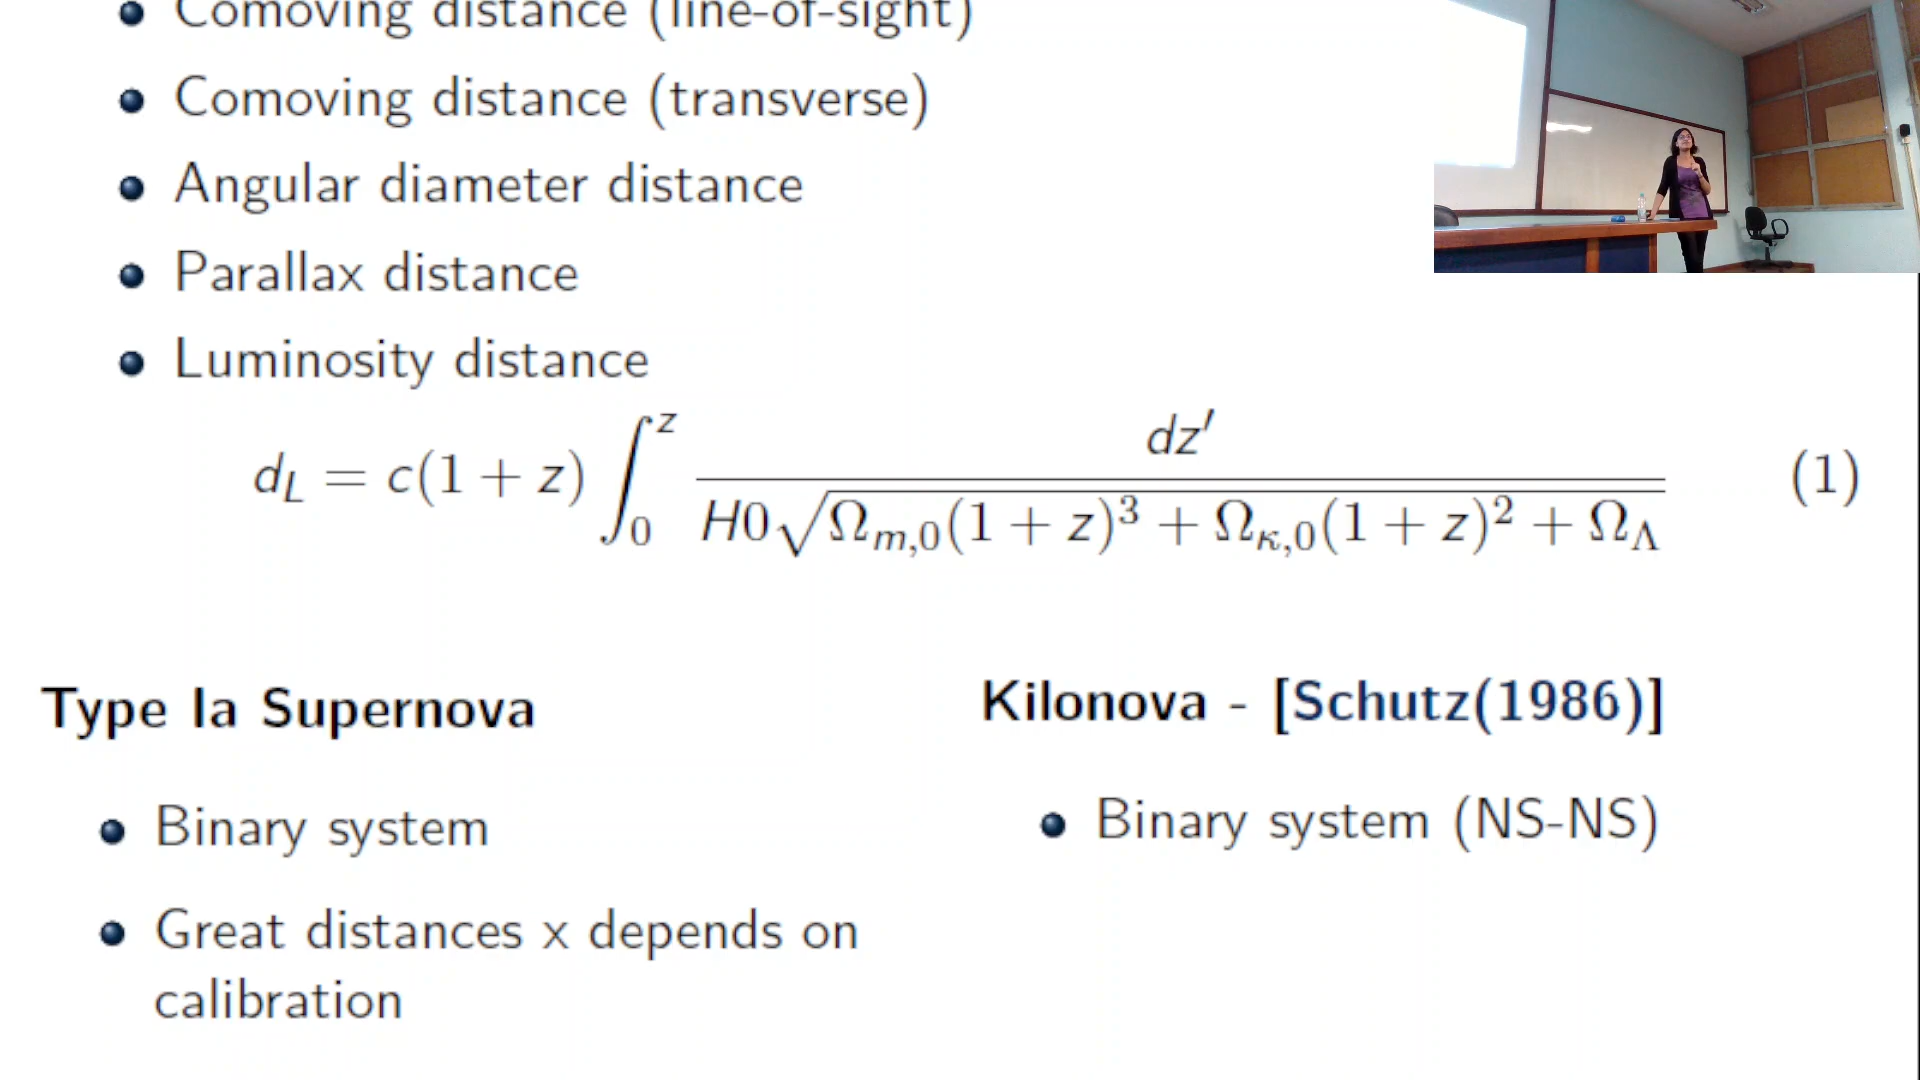 Comoving distance (line-of-sight)
Comoving distance (transverse)
Angular diameter distance
Parallax distance
Luminosity distance
d_L = c(1 + z) ∫_0^z dz′ / H0√Ω_{m,0}(1 + z)^3 + Ω_{κ,0}(1 + z)^2 + Ω_Λ (1)
Type Ia Supernova
Binary system
Great distances x depends on
calibration
Kilonova - [Schutz(1986)]
Binary system (NS-NS)